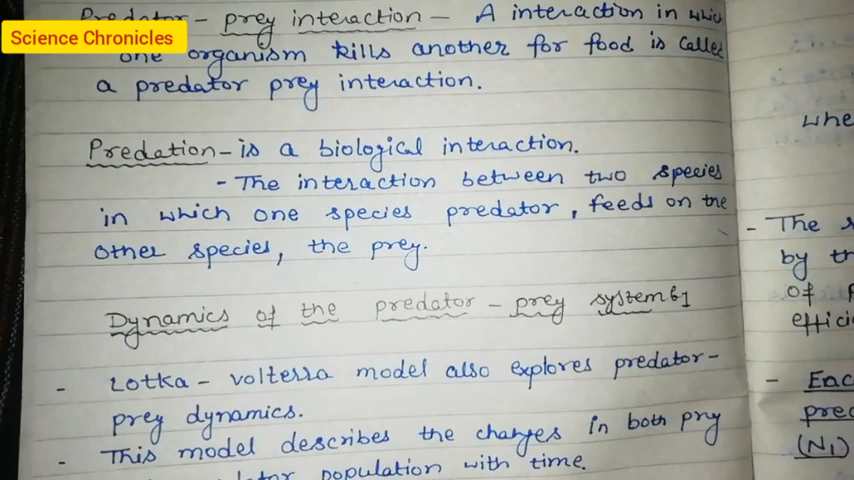 Predator - prey interaction - A interaction in which
Science Chronicles
one organism kills another for food is called
a predator prey interaction.
Predation - is a biological interaction.
- The interaction between two species
in which one species predator, feeds on the
other species, the prey.
Dynamics of the predator - prey system
- Lotka - volterra model also explores predator-
prey dynamics.
- This model describes the changes in both prey
population with time.
whe
- The
by th
of
effici
- Eac
pred
(N1)